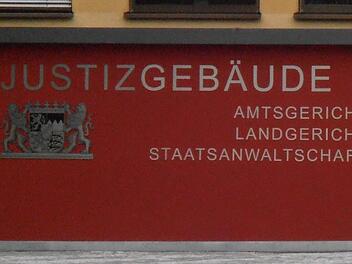 JUSTIZGEBÄUDE
AMTSGERICH
LANDGERICH
STAATSANWALTSCHAF